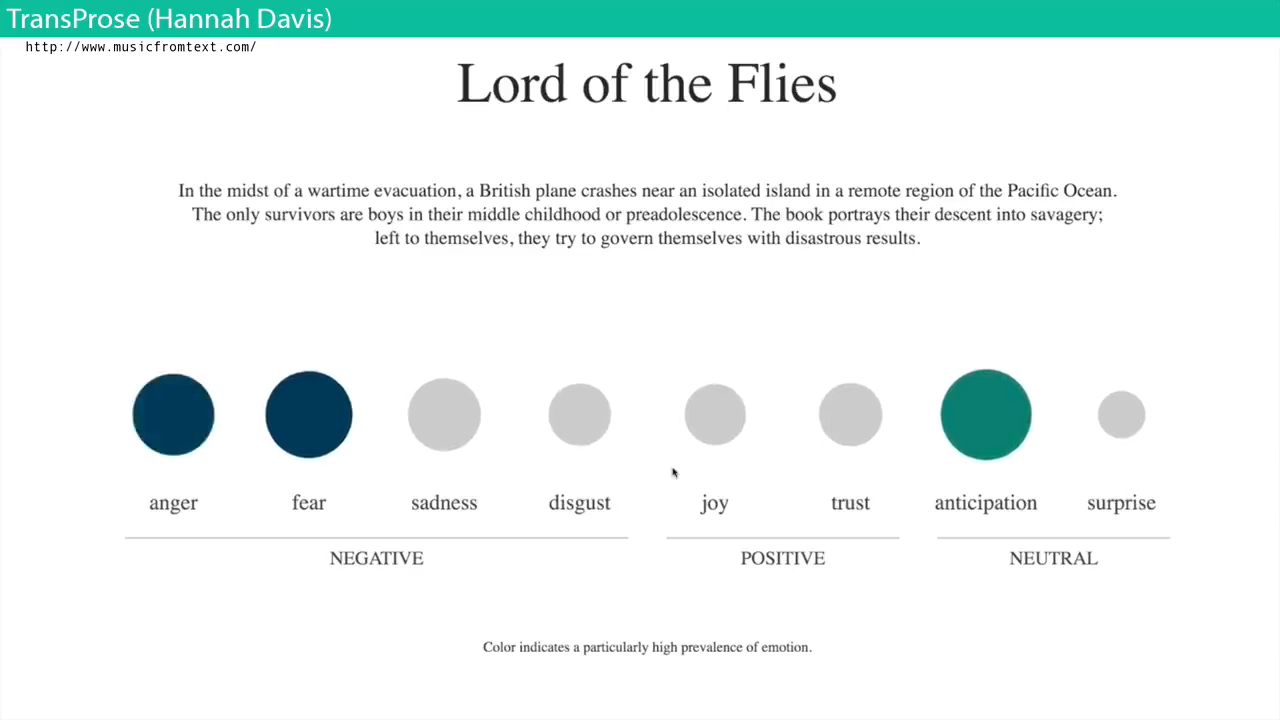 TransProse (Hannah Davis)
http://www.musicfromtext.com/
Lord of the Flies
In the midst of a wartime evacuation, a British plane crashes near an isolated island in a remote region of the Pacific Ocean.
The only survivors are boys in their middle childhood or preadolescence. The book portrays their descent into savagery;
left to themselves, they try to govern themselves with disastrous results.
anger fear sadness disgust joy trust anticipation surprise
NEGATIVE POSITIVE NEUTRAL
Color indicates a particularly high prevalence of emotion.